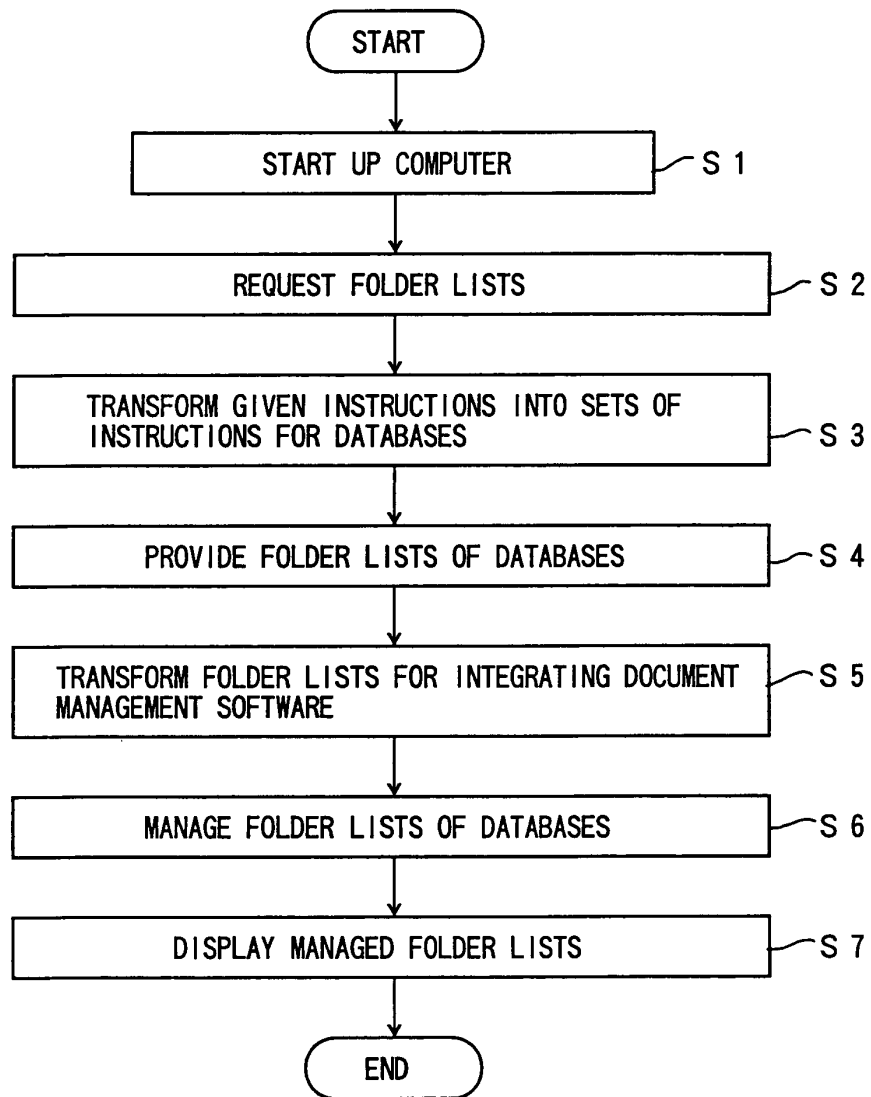 START
START UP COMPUTER
S 1
REQUEST FOLDER LISTS
S 2
TRANSFORM GIVEN INSTRUCTIONS INTO SETS OF
INSTRUCTIONS FOR DATABASES
S 3
PROVIDE FOLDER LISTS OF DATABASES
S 4
TRANSFORM FOLDER LISTS FOR INTEGRATING DOCUMENT
MANAGEMENT SOFTWARE
S 5
MANAGE FOLDER LISTS OF DATABASES
S 6
DISPLAY MANAGED FOLDER LISTS
S 7
END